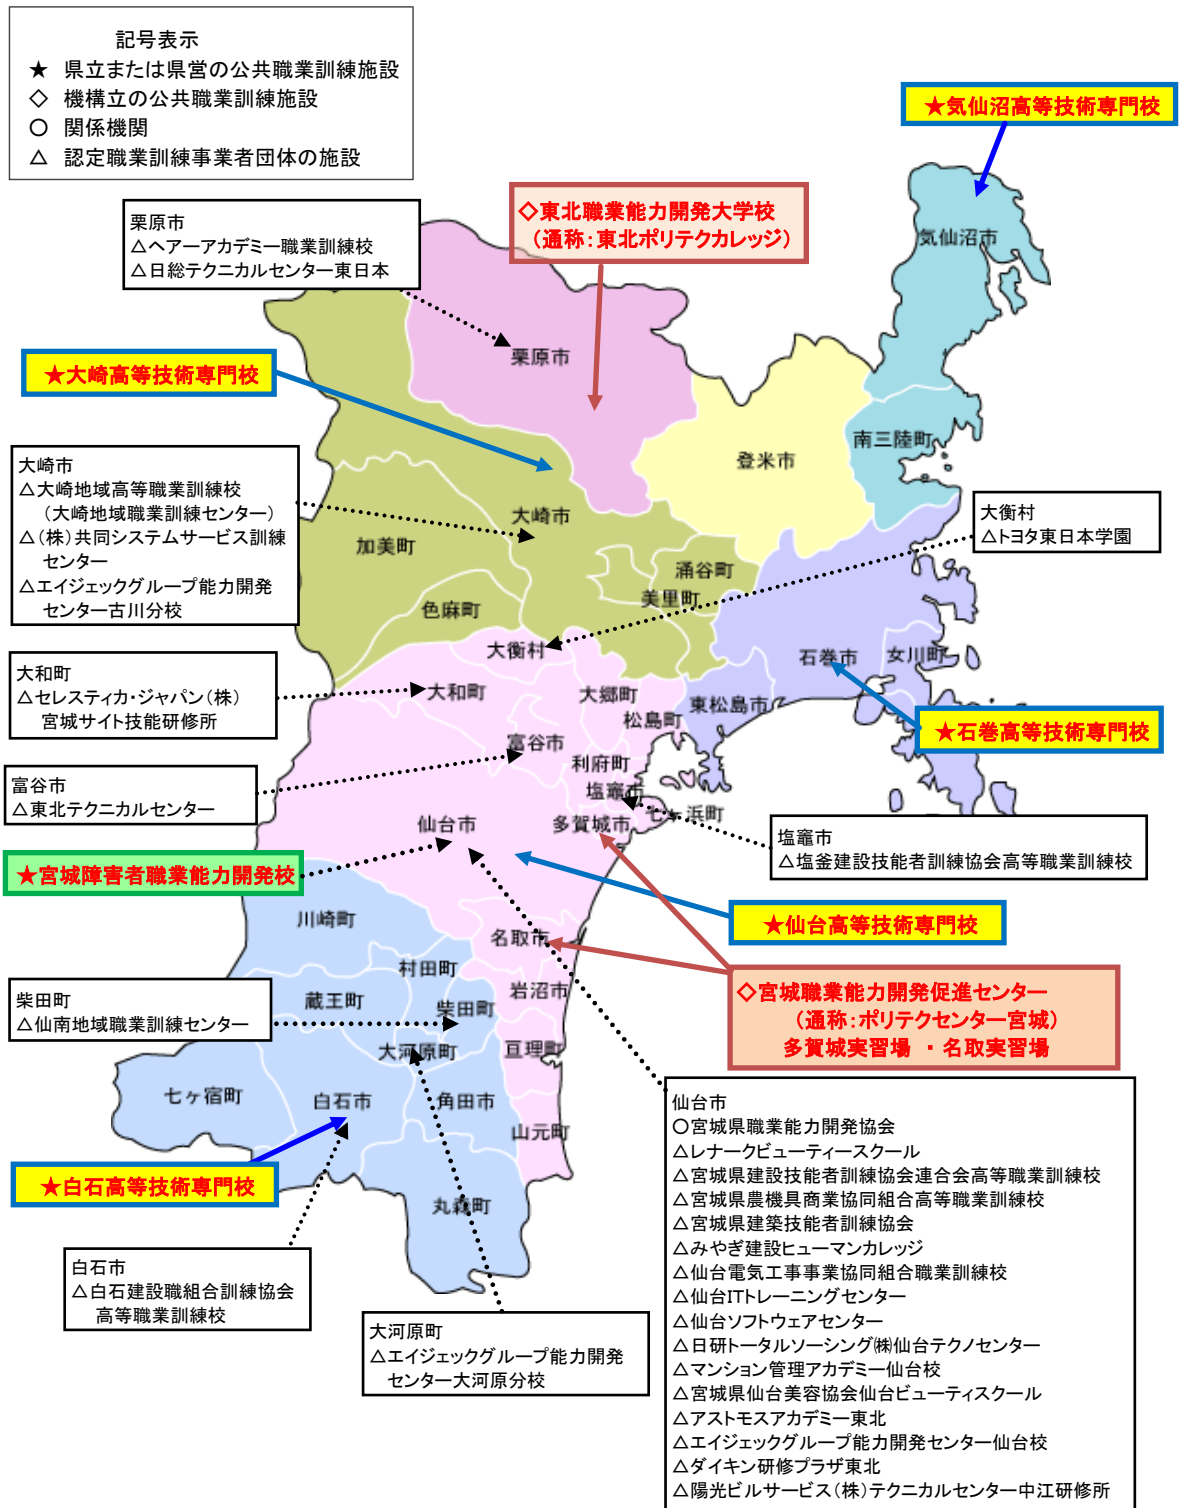 記号表示
★ 県立または県営の公共職業訓練施設
◇ 機構立の公共職業訓練施設
○ 関係機関
△ 認定職業訓練事業者団体の施設
★気仙沼高等技術専門校
栗原市
△ヘアーアカデミー職業訓練校
△日総テクニカルセンター東日本
◇東北職業能力開発大学校
（通称：東北ポリテクカレッジ）
気仙沼市
栗原市
★大崎高等技術専門校
南三陸町
登米市
大崎市
△大崎地域高等職業訓練校
（大崎地域職業訓練センター）
△（株）共同システムサービス訓練
センター
△エイジェックグループ能力開発
センター古川分校
大崎市
加美町
大衡村
△トヨタ東日本学園
涌谷町
美里町
色麻町
大衡村
石巻市
女川町
大和町
△セレスティカ・ジャパン（株）
宮城サイト技能研修所
大和町
大郷町
東松島市
松島町
★石巻高等技術専門校
富谷市
利府町
富谷市
△東北テクニカルセンター
塩竈市
七ヶ浜町
仙台市
多賀城市
塩竈市
△塩釜建設技能者訓練協会高等職業訓練校
★宮城障害者職業能力開発校
川崎町
★仙台高等技術専門校
名取市
村田町
岩沼市
柴田町
△仙南地域職業訓練センター
蔵王町
柴田町
◇宮城職業能力開発促進センター
（通称：ポリテクセンター宮城）
多賀城実習場 ・ 名取実習場
大河原町
亘理町
七ヶ宿町
白石市
角田市
山元町
★白石高等技術専門校
丸森町
白石市
△白石建設職組合訓練協会
高等職業訓練校
大河原町
△エイジェックグループ能力開発
センター大河原分校
仙台市
○宮城県職業能力開発協会
△レナークビューティースクール
△宮城県建設技能者訓練協会連合会高等職業訓練校
△宮城県農機具商業協同組合高等職業訓練校
△宮城県建築技能者訓練協会
△みやぎ建設ヒューマンカレッジ
△仙台電気工事事業協同組合職業訓練校
△仙台ITトレーニングセンター
△仙台ソフトウェアセンター
△日研トータルソーシング㈱仙台テクノセンター
△マンション管理アカデミー仙台校
△宮城県仙台美容協会仙台ビューティスクール
△アストモスアカデミー東北
△エイジェックグループ能力開発センター仙台校
△ダイキン研修プラザ東北
△陽光ビルサービス（株）テクニカルセンター中江研修所